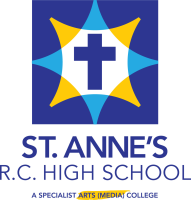 ST. ANNE'S
R.C. HIGH SCHOOL
A SPECIALIST ARTS (MEDIA) COLLEGE